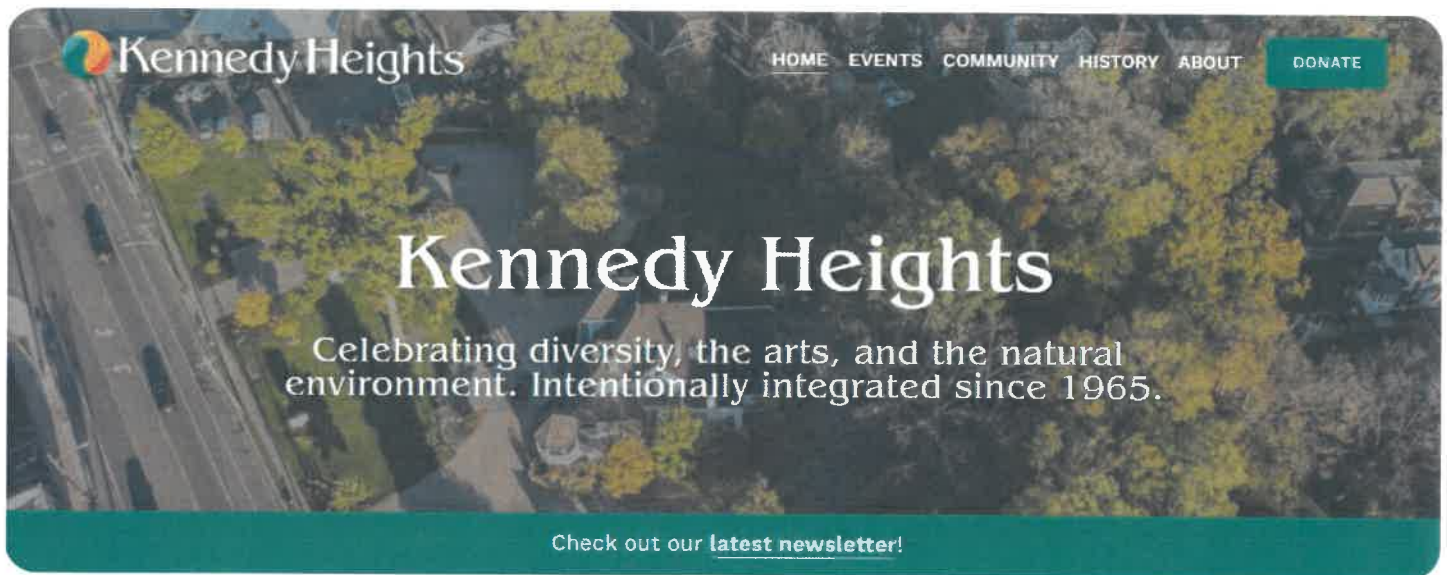 Kennedy Heights
HOME EVENTS COMMUNITY HISTORY ABOUT DONATE
Kennedy Heights
Celebrating diversity, the arts, and the natural
environment. Intentionally integrated since 1965.
Check out our latest newsletter!